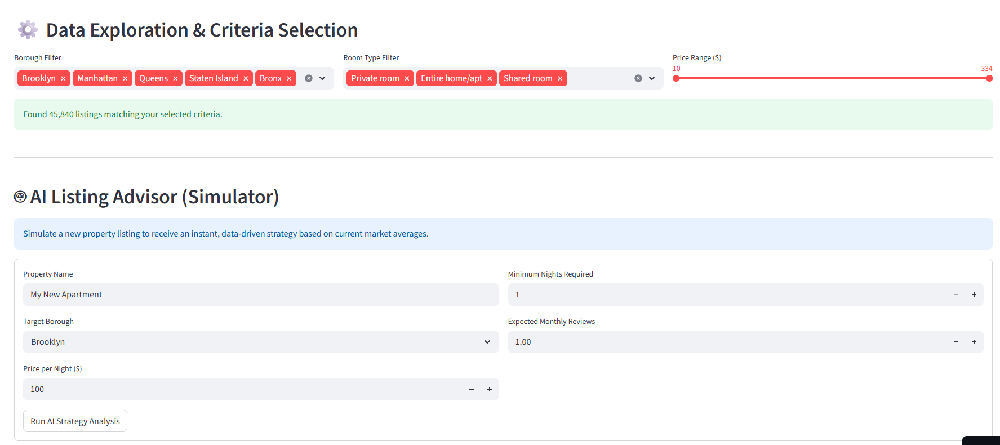 Data Exploration & Criteria Selection
Borough Filter
Brooklyn Manhattan Queens Staten Island Bronx
Room Type Filter
Private room Entire home/apt Shared room
Price Range ($)
10 334
Found 45,840 listings matching your selected criteria.
AI Listing Advisor (Simulator)
Simulate a new property listing to receive an instant, data-driven strategy based on current market averages.
Property Name
My New Apartment
Minimum Nights Required
1
Target Borough
Brooklyn
Expected Monthly Reviews
1.00
Price per Night ($)
100
Run AI Strategy Analysis